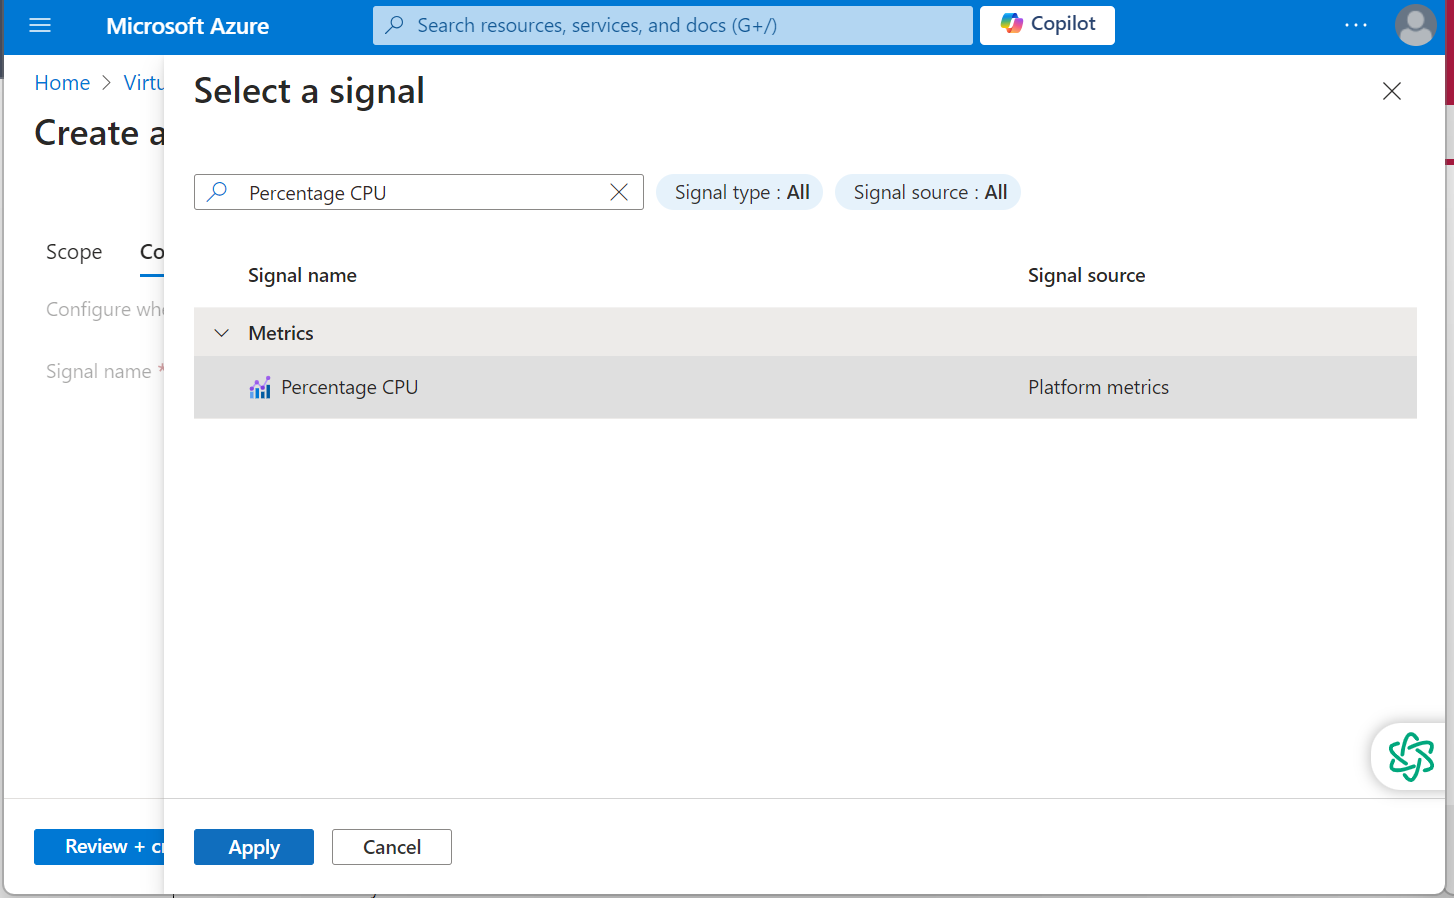 Microsoft Azure
Search resources, services, and docs (G+/)
Copilot
Home > Virtu
Select a signal
Create a
Percentage CPU
Signal type : All
Signal source : All
Scope
Co
Signal name
Signal source
Configure whe
Metrics
Signal name *
Percentage CPU
Platform metrics
Review + cr
Apply
Cancel